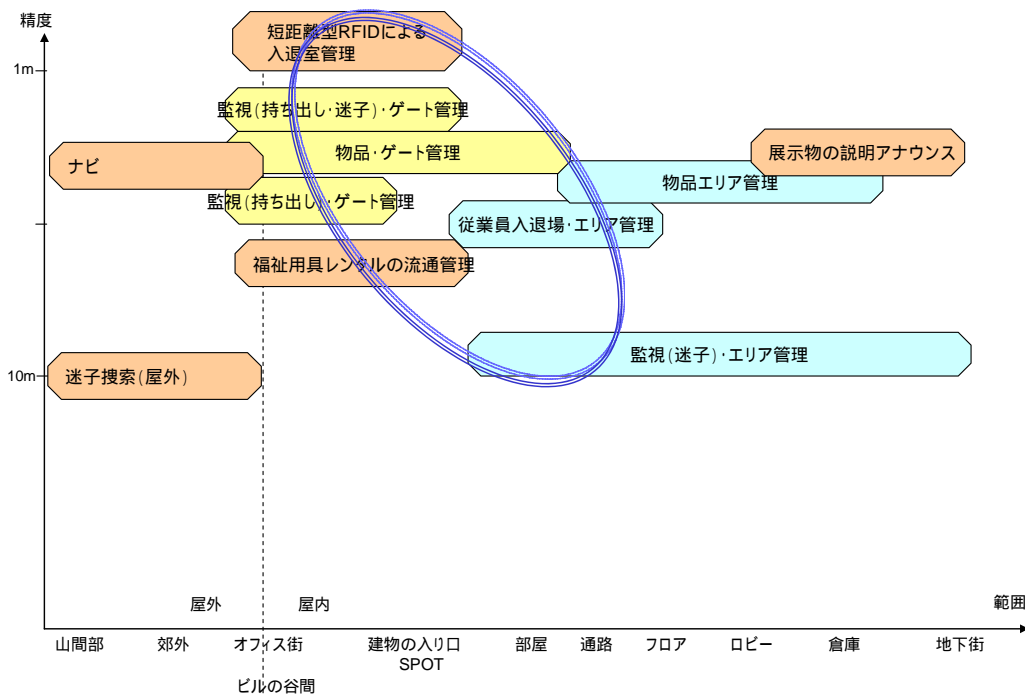 精度
短距離型RFIDによる
入退室管理
1m
監視(持ち出し・迷子)・ゲート管理
物品・ゲート管理
展示物の説明アナウンス
ナビ
物品エリア管理
監視(持ち出し)・ゲート管理
従業員入退場・エリア管理
福祉用具レンタルの流通管理
監視(迷子)・エリア管理
10m
迷子捜索(屋外)
屋外
屋内
範囲
山間部
郊外
オフィス街
建物の入り口
SPOT
部屋
通路
フロア
ロビー
倉庫
地下街
ビルの谷間